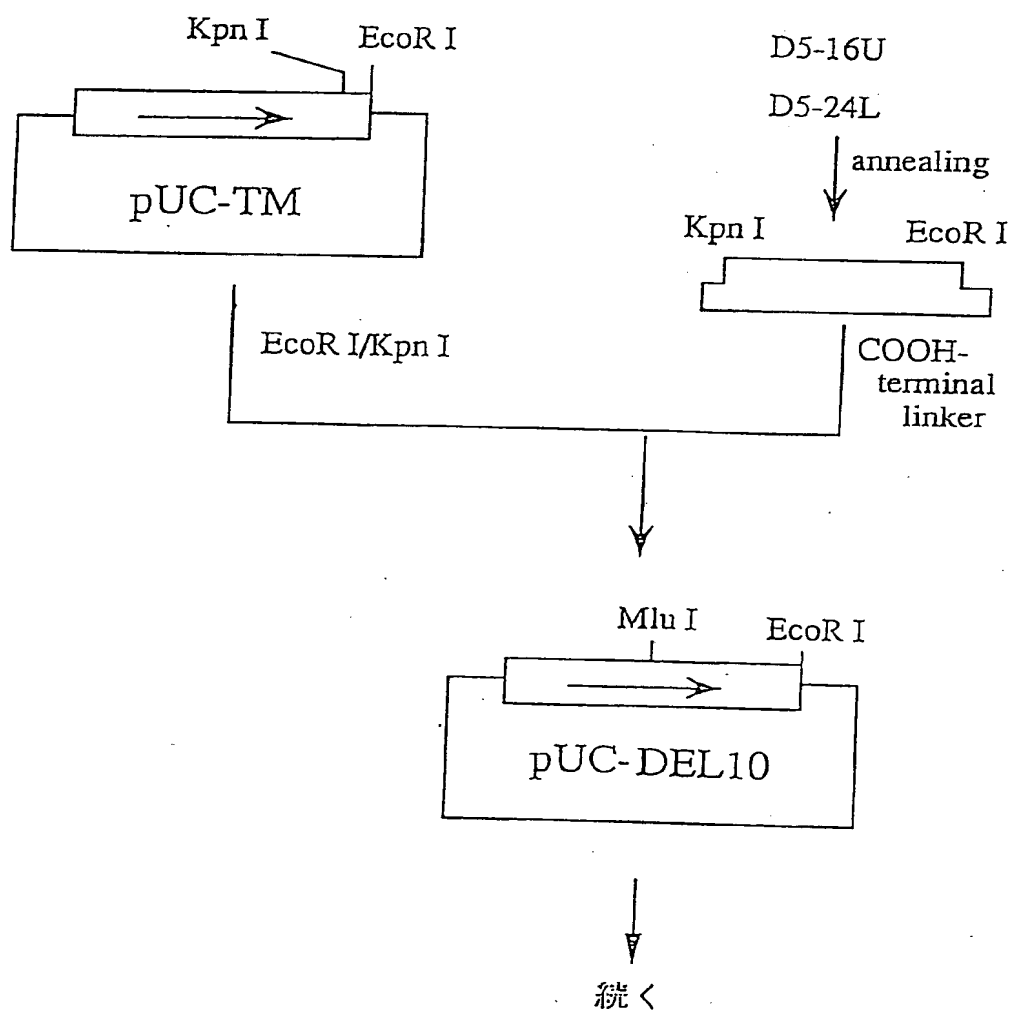 Kpn I
EcoR I
pUC-TM
EcoR I/Kpn I
D5-16U
D5-24L
annealing
Kpn I
EcoR I
COOH-
terminal
linker
Mlu I
EcoR I
pUC-DEL10
続く